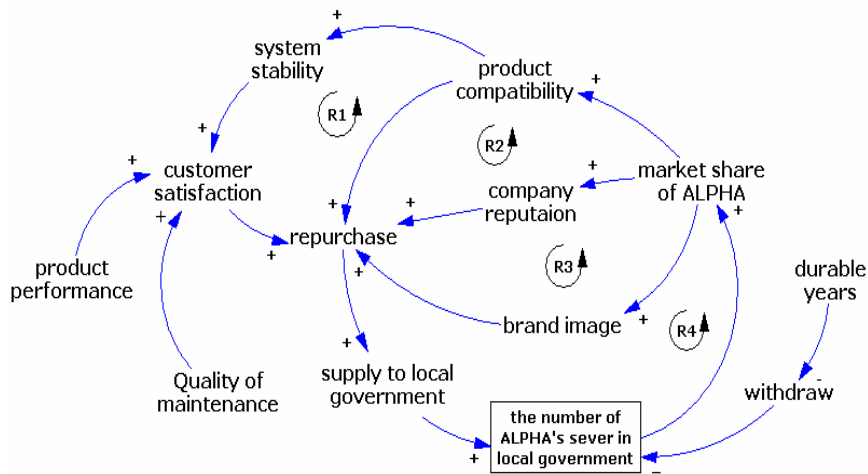 +
system
stability
product
compatibility
+
R1
R2
+
+
customer
satisfaction
+
market share
of ALPHA
+
company
reputaion
+
+
+
repurchase
+
+
product
performance
+
R3
durable
years
brand image
+
R4
+
supply to local
government
Quality of
maintenance
-
withdraw
the number of
ALPHA's sever in
local government
+
-